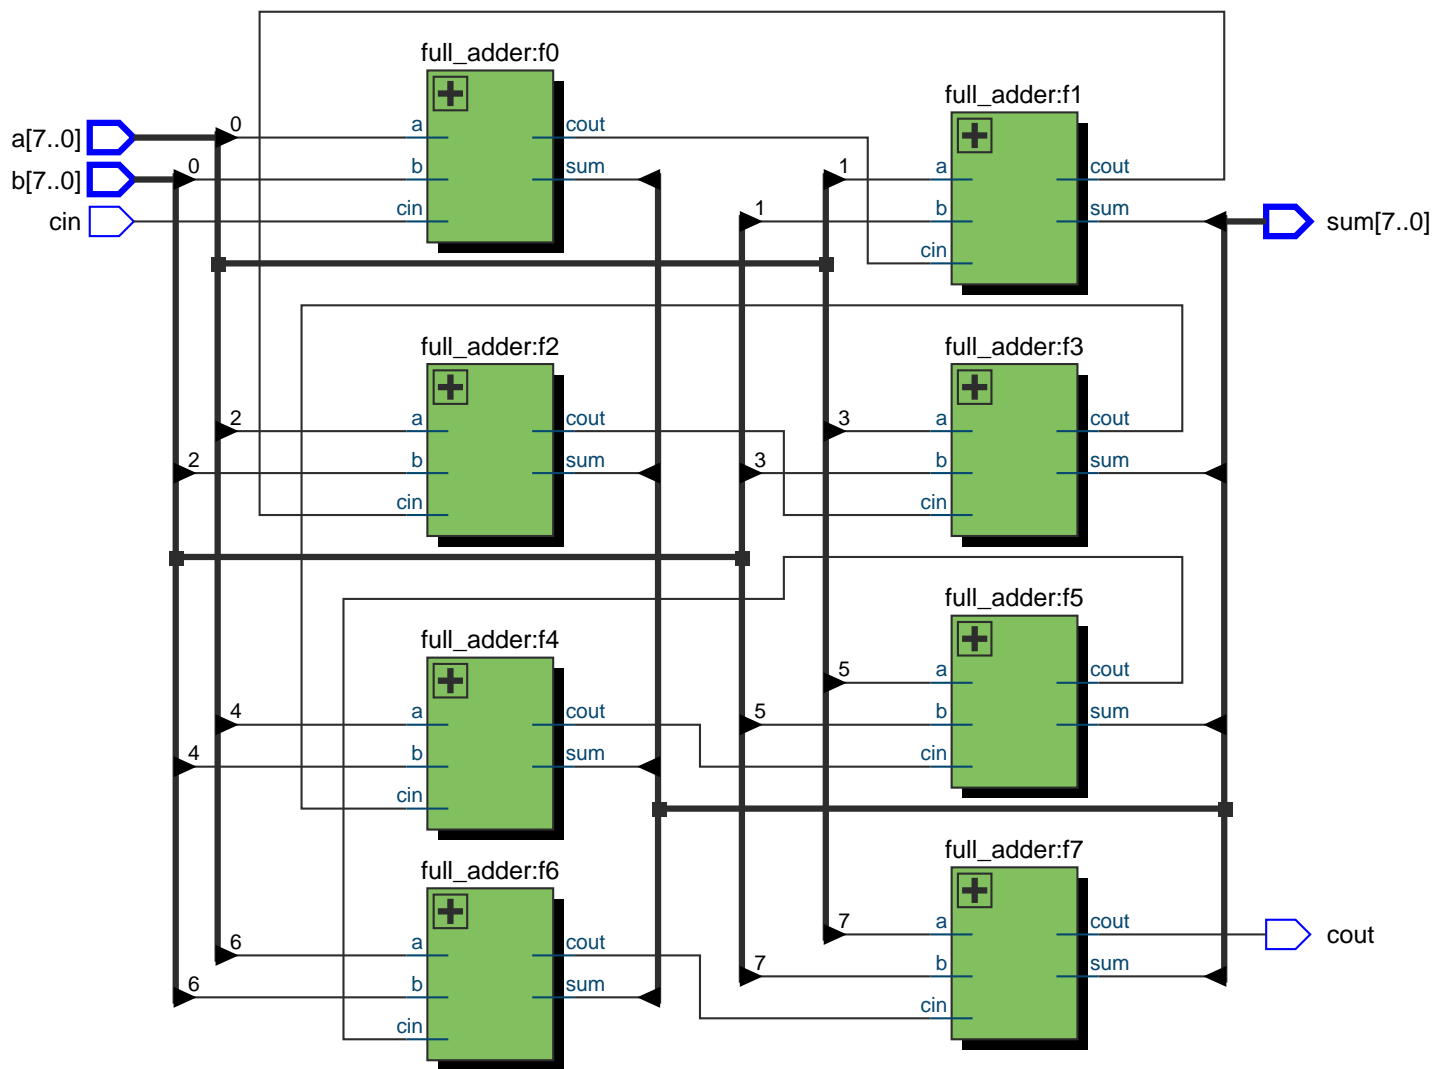 full_adder:f0
full_adder:f1
a[7..0]
0
a
cout
b[7..0]
0
b
sum
1
a
cout
cin
cin
1
b
sum
sum[7..0]
cin
full_adder:f2
full_adder:f3
2
a
cout
3
a
cout
2
b
sum
3
b
sum
cin
cin
full_adder:f4
full_adder:f5
5
a
cout
4
a
cout
5
b
sum
4
b
sum
cin
cin
full_adder:f6
full_adder:f7
7
a
cout
cout
6
a
cout
7
b
sum
6
b
sum
cin
cin